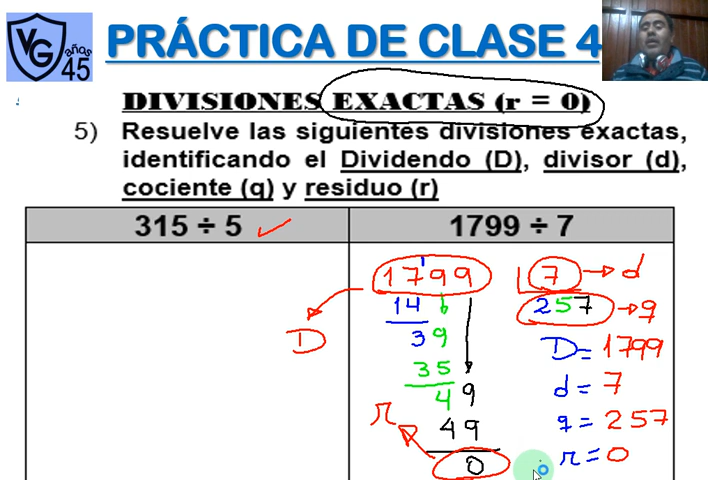 VG años 45
PRÁCTICA DE CLASE 4
DIVISIONES EXACTAS (r = 0)
5) Resuelve las siguientes divisiones exactas,
identificando el Dividendo (D), divisor (d),
cociente (q) y residuo (r)
315 ÷ 5 ✓ 1799 ÷ 7
1799 7 → d
14 257 → q
39 D = 1799
D
35 d = 7
49
r 49 q = 257
0 r = 0